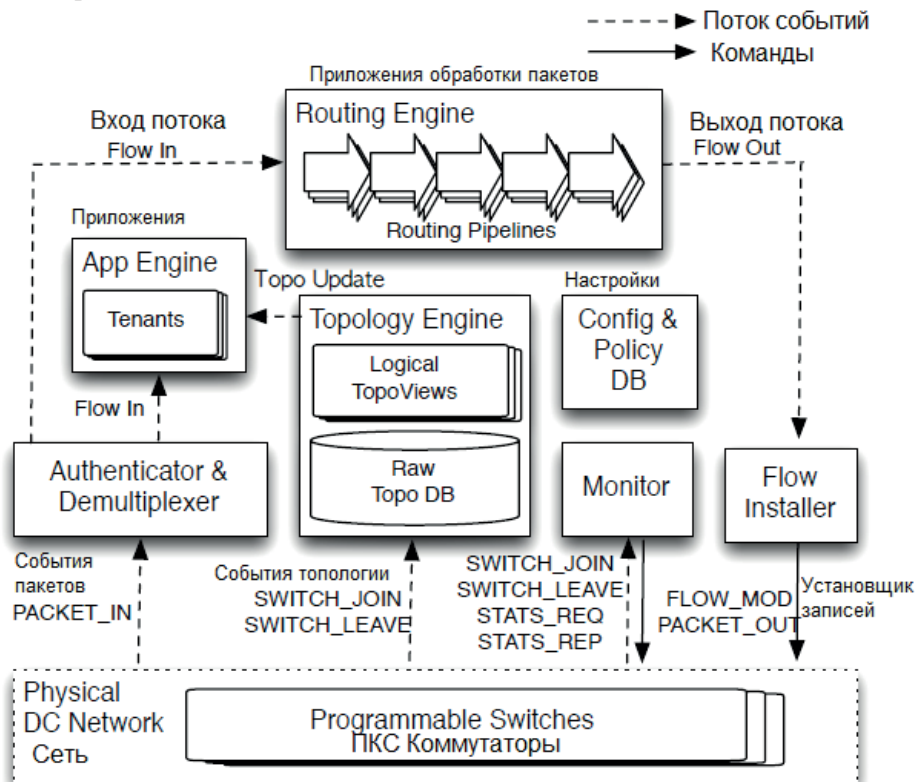 Поток событий
Команды
Приложения обработки пакетов
Routing Engine
Routing Pipelines
Вход потока
Flow In
Выход потока
Flow Out
Приложения
App Engine
Tenants
Topo Update
Topology Engine
Logical
TopoViews
Raw
Topo DB
Настройки
Config &
Policy
DB
Flow In
Authenticator &
Demultiplexer
Monitor
Flow
Installer
События
пакетов
PACKET_IN
События топологии
SWITCH_JOIN
SWITCH_LEAVE
SWITCH_JOIN
SWITCH_LEAVE
STATS_REQ
STATS_REP
FLOW_MOD
PACKET_OUT
Установщик
записей
Physical
DC Network
Сеть
Programmable Switches
ПКС Коммутаторы